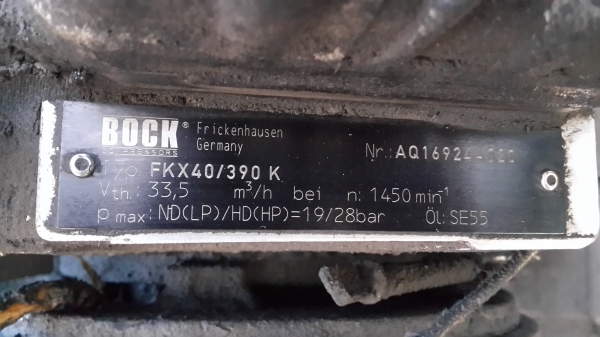 BOCK® Frickenhausen
Germany
Nr.: AQ16924
FKX40/390 K
Vth.: 33,5 m³/h bei n: 1450 min⁻¹
p max: ND(LP)/HD(HP)=19/28bar Öl: SE55